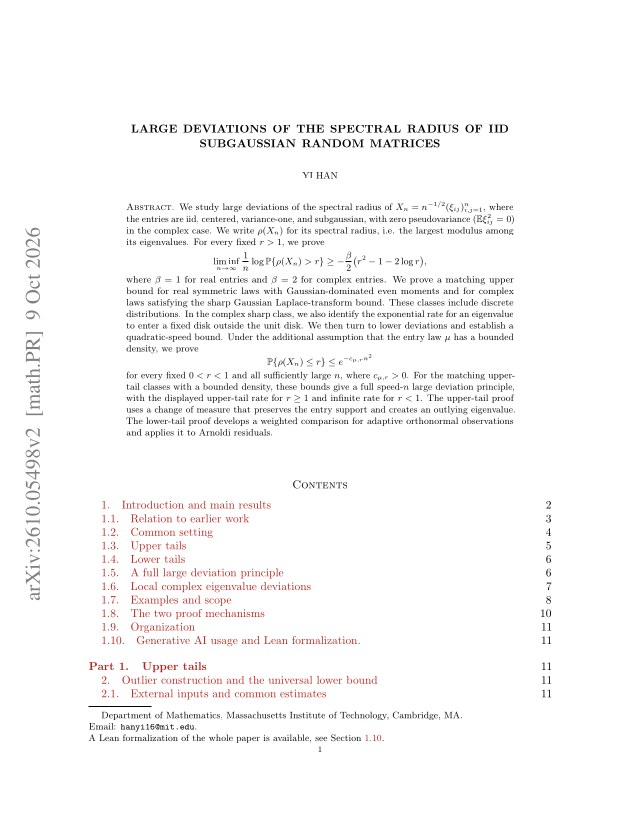 arXiv:2610.05498v2 [math.PR] 9 Oct 2026
LARGE DEVIATIONS OF THE SPECTRAL RADIUS OF IID
SUBGAUSSIAN RANDOM MATRICES
YI HAN
Abstract. We study large deviations of the spectral radius of Xₙ = n^{−1/2}(ξᵢⱼ)ⁿᵢ,ⱼ₌₁, where
the entries are iid. centered, variance-one, and subgaussian, with zero pseudovariance (𝔼ξ²ᵢⱼ = 0)
in the complex case. We write ρ(Xₙ) for its spectral radius, i.e. the largest modulus among
its eigenvalues. For every fixed r > 1, we prove
lim inf_{n→∞} 1/n log ℙ{ρ(Xₙ) > r} ≥ −β/2 (r² − 1 − 2 log r),
where β = 1 for real entries and β = 2 for complex entries. We prove a matching upper
bound for real symmetric laws with Gaussian-dominated even moments and for complex
laws satisfying the sharp Gaussian Laplace-transform bound. These classes include discrete
distributions. In the complex sharp class, we also identify the exponential rate for an eigenvalue
to enter a fixed disk outside the unit disk. We then turn to lower deviations and establish a
quadratic-speed bound. Under the additional assumption that the entry law μ has a bounded
density, we prove
ℙ{ρ(Xₙ) ≤ r} ≤ e^{−c_{μ,r} n²}
for every fixed 0 < r < 1 and all sufficiently large n, where c_{μ,r} > 0. For the matching upper-
tail classes with a bounded density, these bounds give a full speed-n large deviation principle,
with the displayed upper-tail rate for r ≥ 1 and infinite rate for r < 1. The upper-tail proof
uses a change of measure that preserves the entry support and creates an outlying eigenvalue.
The lower-tail proof develops a weighted comparison for adaptive orthonormal observations
and applies it to Arnoldi residuals.
Contents
1. Introduction and main results 2
1.1. Relation to earlier work 3
1.2. Common setting 4
1.3. Upper tails 5
1.4. Lower tails 6
1.5. A full large deviation principle 6
1.6. Local complex eigenvalue deviations 7
1.7. Examples and scope 8
1.8. The two proof mechanisms 10
1.9. Organization 11
1.10. Generative AI usage and Lean formalization. 11
Part 1. Upper tails 11
2. Outlier construction and the universal lower bound 11
2.1. External inputs and common estimates 11
Department of Mathematics. Massachusetts Institute of Technology, Cambridge, MA.
Email: hanyi16@mit.edu.
A Lean formalization of the whole paper is available, see Section 1.10.
1